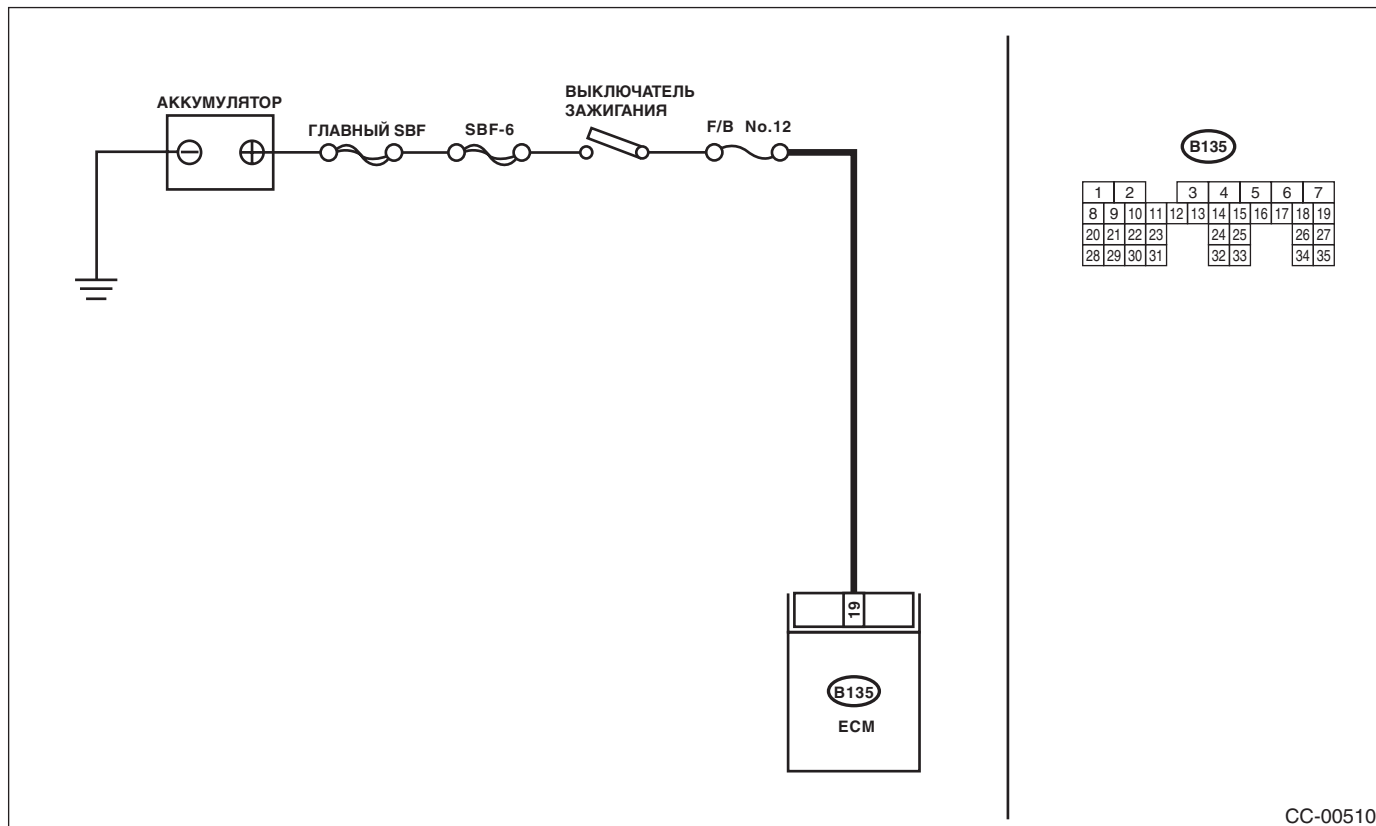 АККУМУЛЯТОР
ГЛАВНЫЙ SBF
SBF-6
ВЫКЛЮЧАТЕЛЬ
ЗАЖИГАНИЯ
F/B No.12
19
B135
ECM
B135
1 2 3 4 5 6 7
8 9 10 11 12 13 14 15 16 17 18 19
20 21 22 23 24 25 26 27
28 29 30 31 32 33 34 35
CC-00510